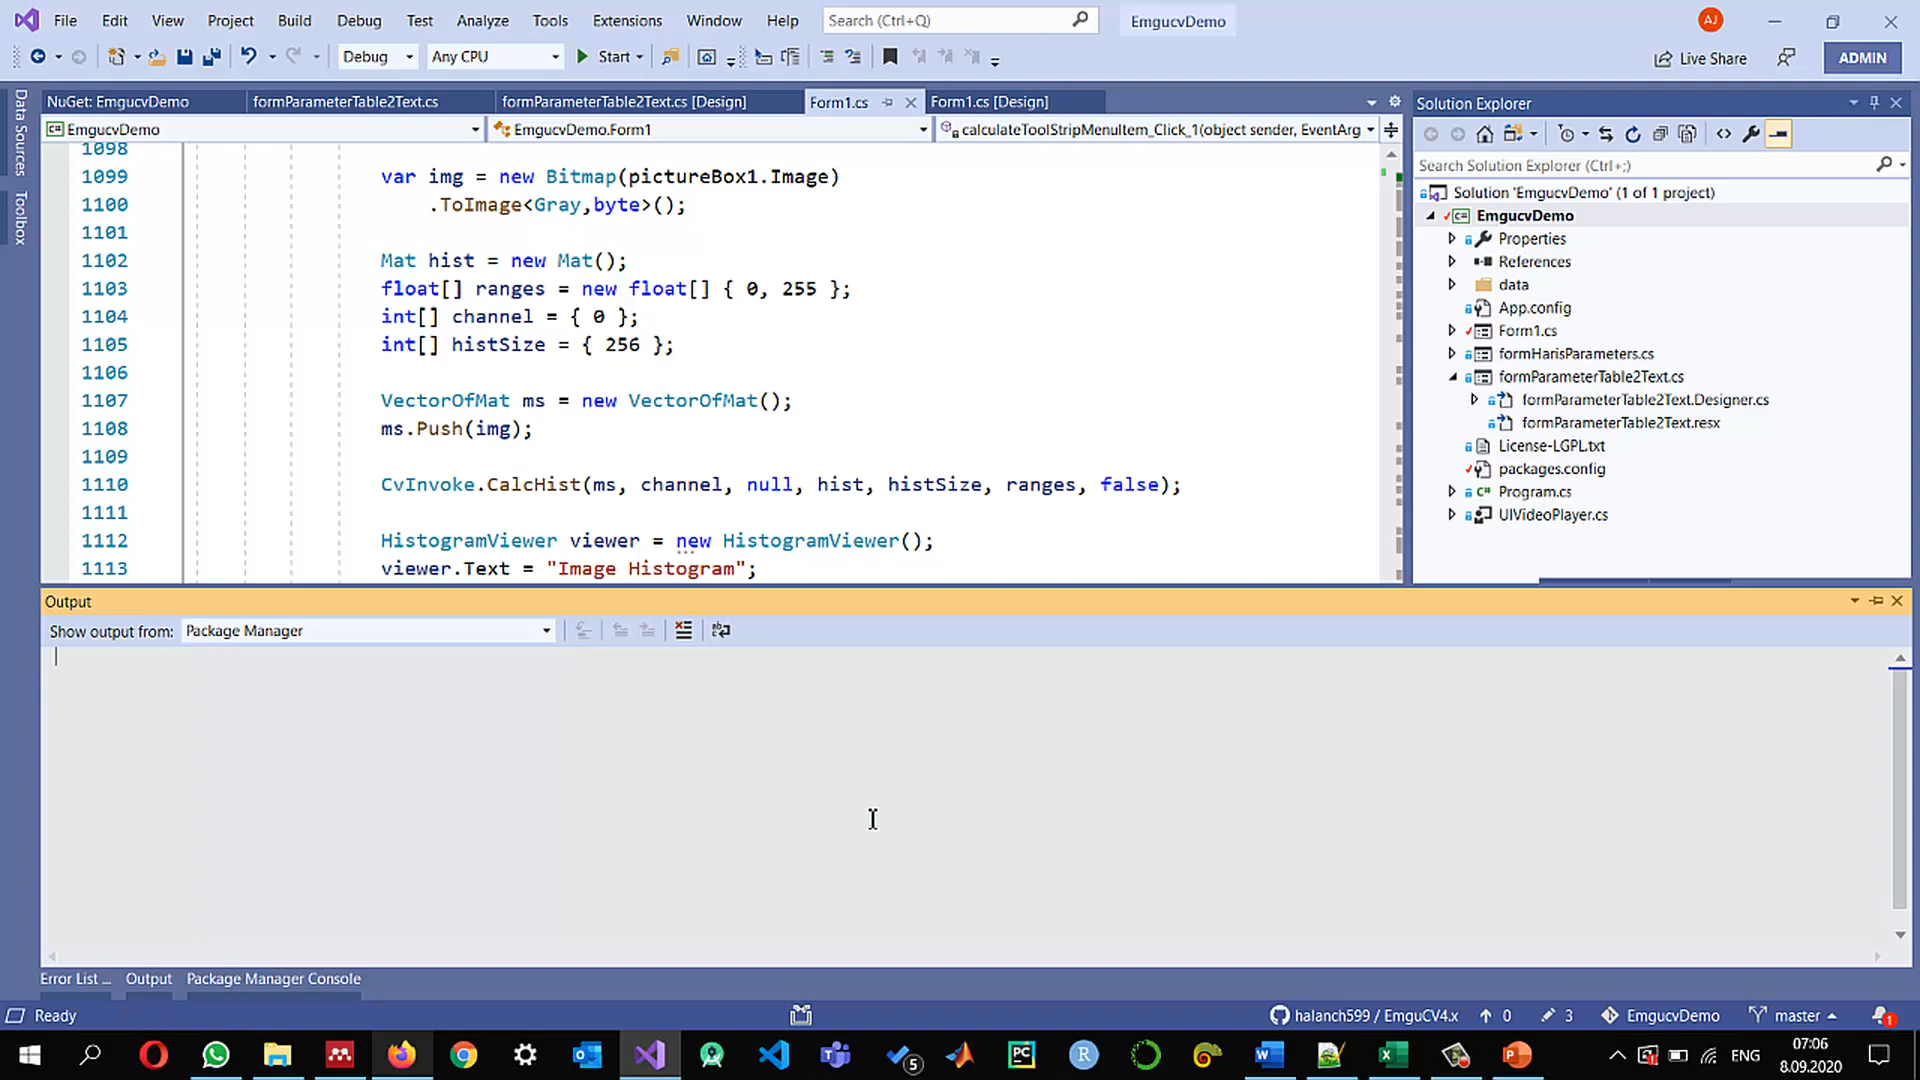 File Edit View Project Build Debug Test Analyze Tools Extensions Window Help Search (Ctrl+Q) EmgucvDemo AJ
Debug Any CPU Start Live Share ADMIN
Data Sources
Toolbox
NuGet: EmgucvDemo formParameterTable2Text.cs formParameterTable2Text.cs [Design] Form1.cs Form1.cs [Design]
EmgucvDemo EmgucvDemo.Form1 calculateToolStripMenuItem_Click_1(object sender, EventArg
1098
1099 var img = new Bitmap(pictureBox1.Image)
1100 .ToImage<Gray,byte>();
1101
1102 Mat hist = new Mat();
1103 float[] ranges = new float[] { 0, 255 };
1104 int[] channel = { 0 };
1105 int[] histSize = { 256 };
1106
1107 VectorOfMat ms = new VectorOfMat();
1108 ms.Push(img);
1109
1110 CvInvoke.CalcHist(ms, channel, null, hist, histSize, ranges, false);
1111
1112 HistogramViewer viewer = new HistogramViewer();
1113 viewer.Text = "Image Histogram";
Solution Explorer
Search Solution Explorer (Ctrl+;)
Solution 'EmgucvDemo' (1 of 1 project)
EmgucvDemo
Properties
References
data
App.config
Form1.cs
formHarisParameters.cs
formParameterTable2Text.cs
formParameterTable2Text.Designer.cs
formParameterTable2Text.resx
License-LGPL.txt
packages.config
Program.cs
UIVideoPlayer.cs
Output
Show output from: Package Manager
Error List ... Output Package Manager Console
Ready halanch599 / EmguCV4.x 0 3 EmgucvDemo master 1
5 PC R ENG 07:06
8.09.2020